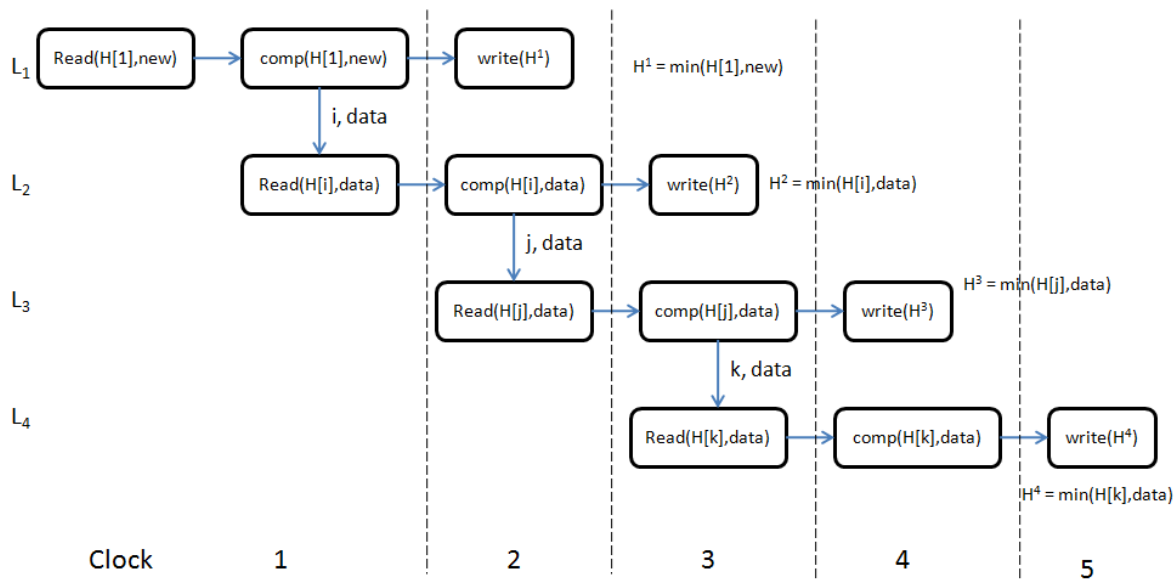 L₁
Read(H[1],new)
comp(H[1],new)
write(H¹)
H¹ = min(H[1],new)
i, data
L₂
Read(H[i],data)
comp(H[i],data)
write(H²)
H² = min(H[i],data)
j, data
L₃
Read(H[j],data)
comp(H[j],data)
write(H³)
H³ = min(H[j],data)
k, data
L₄
Read(H[k],data)
comp(H[k],data)
write(H⁴)
H⁴ = min(H[k],data)
Clock 1 2 3 4 5